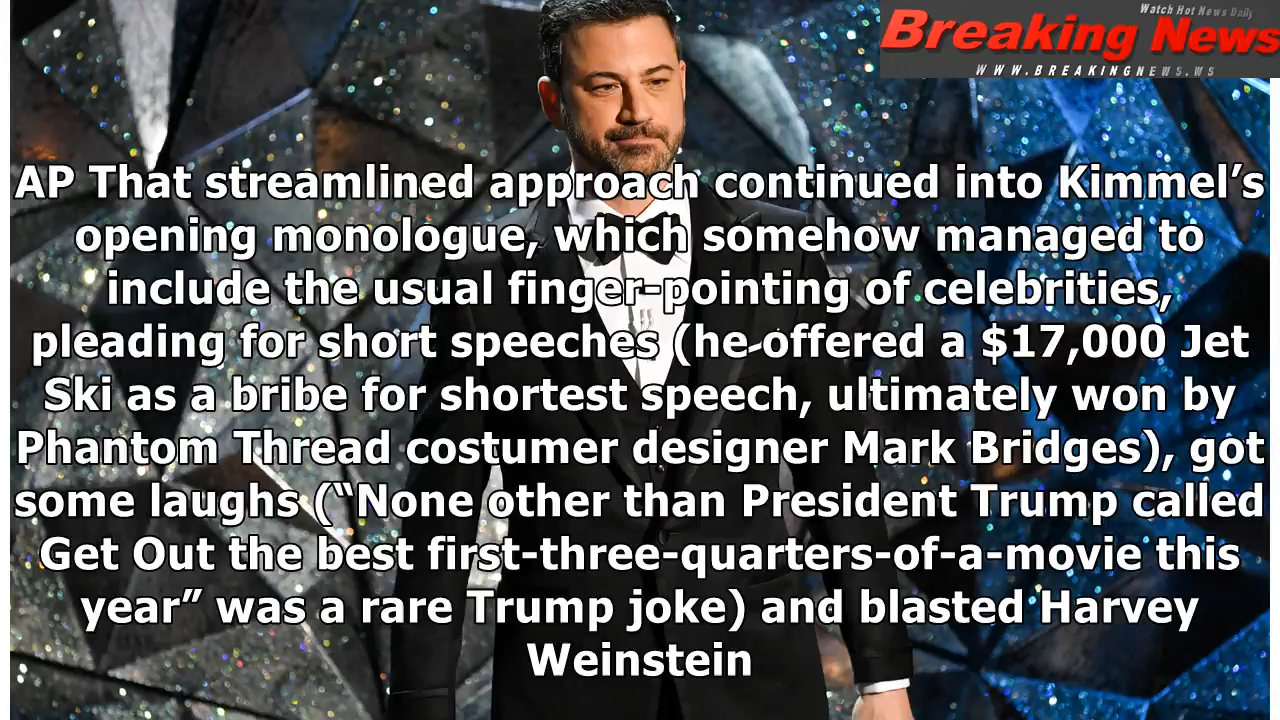 Watch Hot News Daily
Breaking News
WWW.BREAKINGNEWS.WS
AP That streamlined approach continued into Kimmel’s
opening monologue, which somehow managed to
include the usual finger-pointing of celebrities,
pleading for short speeches (he offered a $17,000 Jet
Ski as a bribe for shortest speech, ultimately won by
Phantom Thread costumer designer Mark Bridges), got
some laughs (“None other than President Trump called
Get Out the best first-three-quarters-of-a-movie this
year” was a rare Trump joke) and blasted Harvey
Weinstein